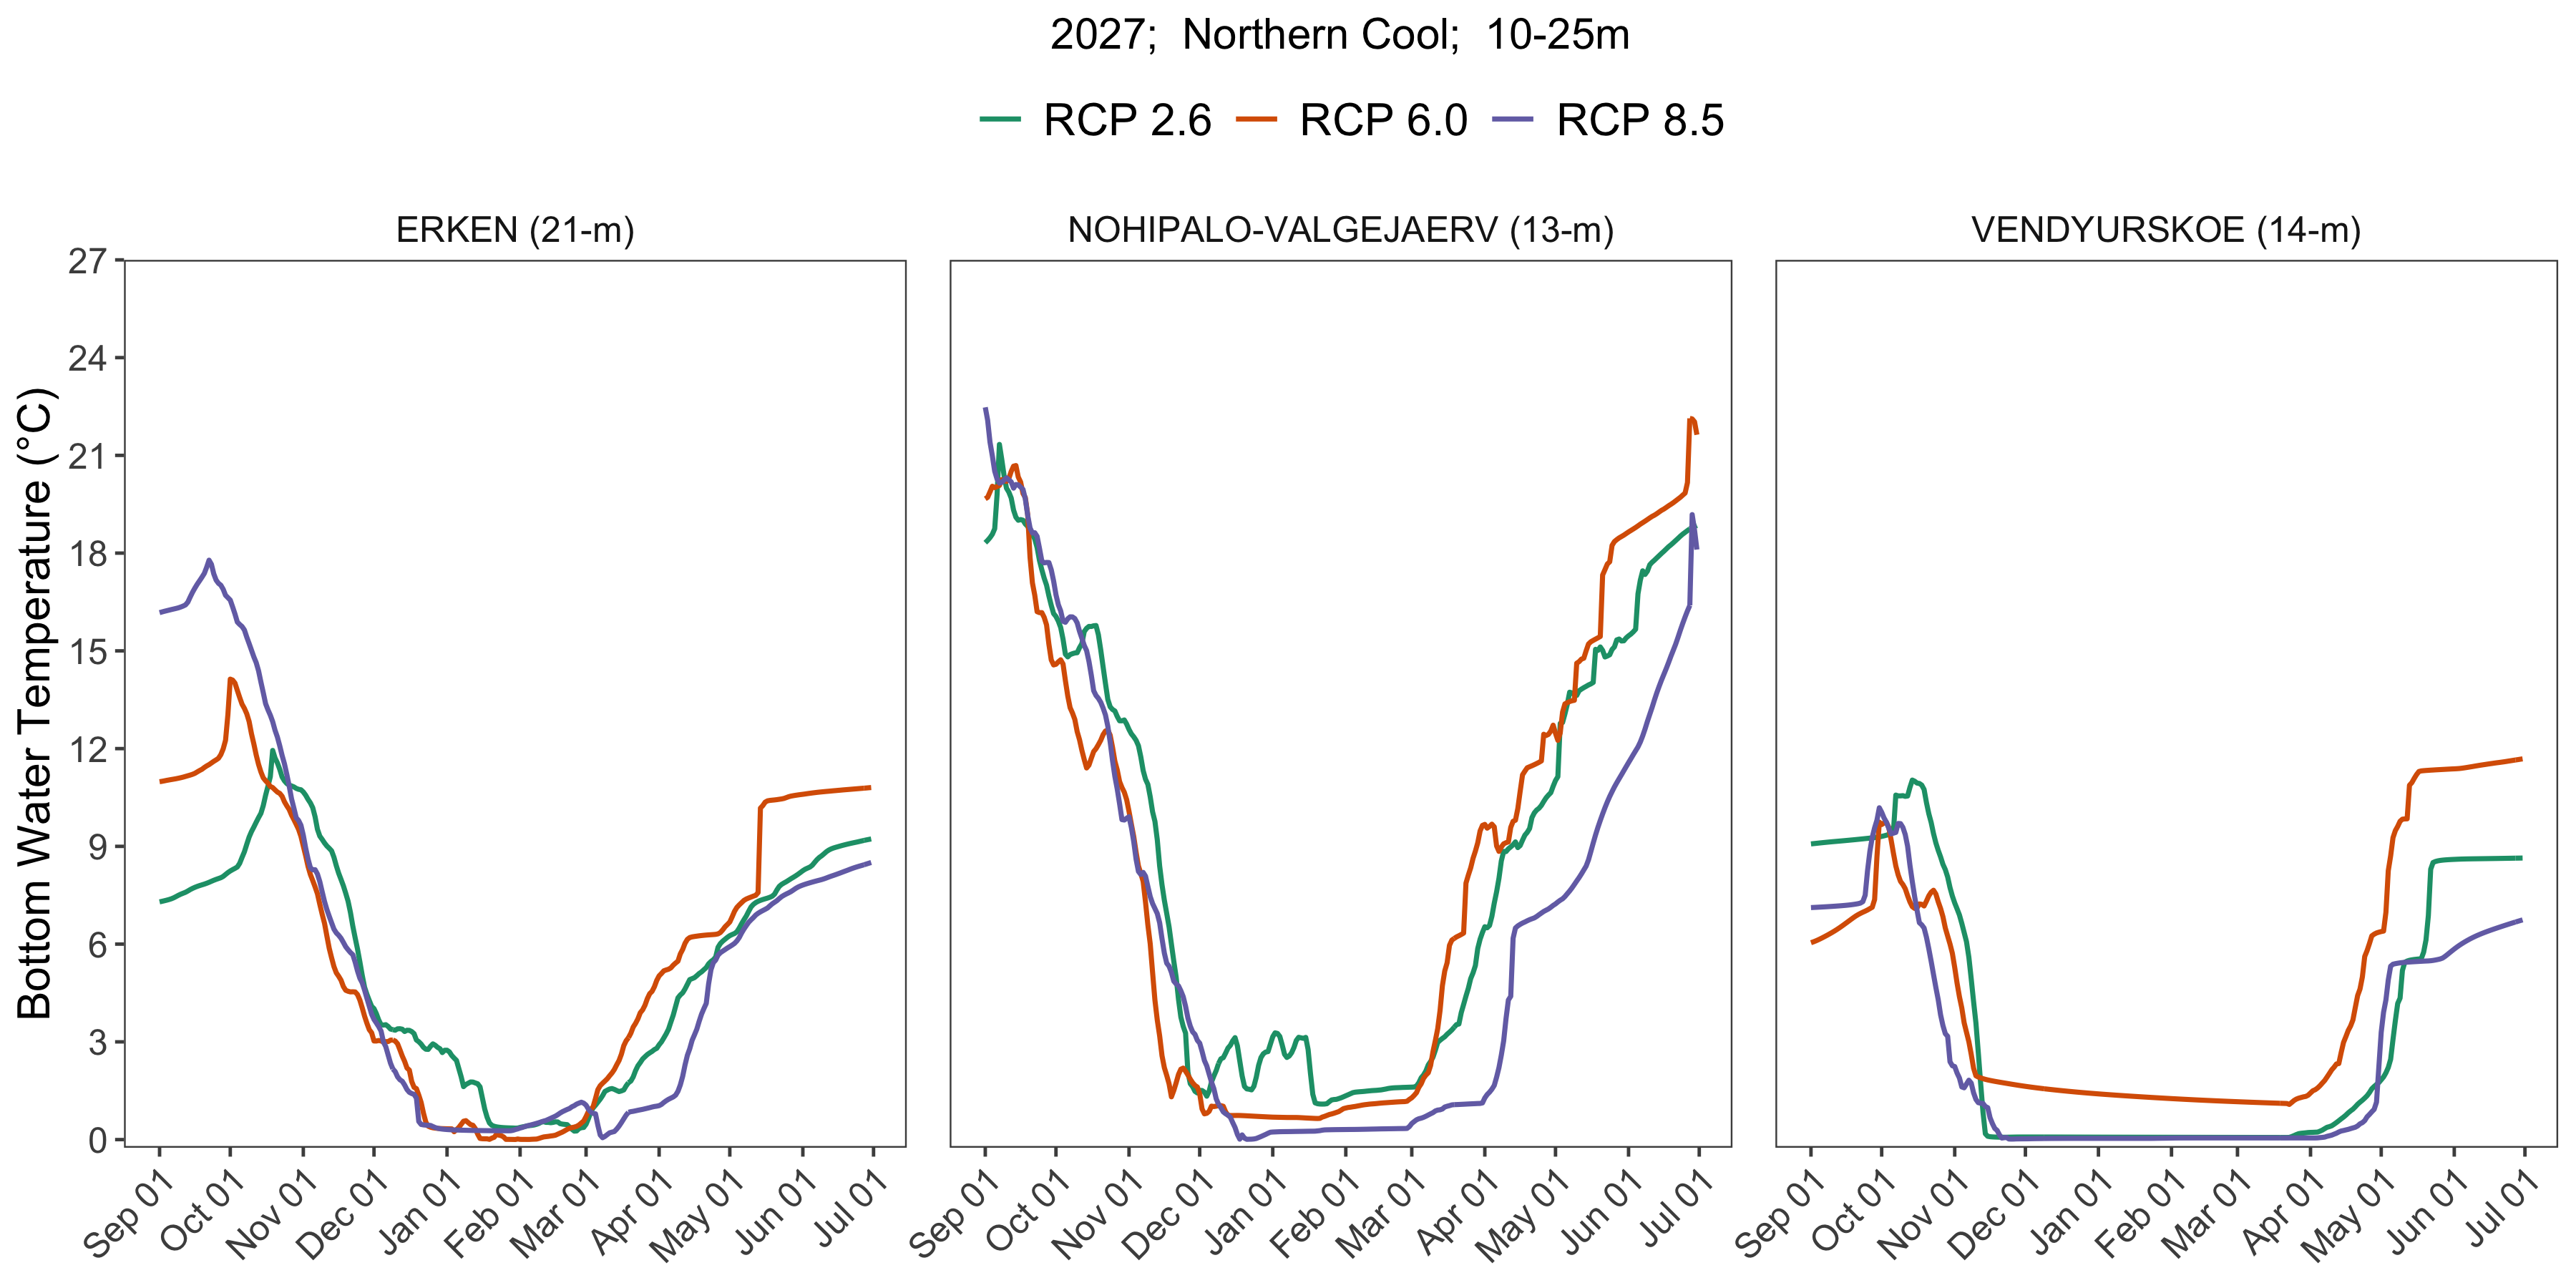 2027;  Northern Cool;  10-25m
RCP 2.6 RCP 6.0 RCP 8.5
ERKEN (21-m) NOHIPALO-VALGEJAERV (13-m) VENDYURSKOE (14-m)
Bottom Water Temperature (°C)
27
24
21
18
15
12
9
6
3
0
Sep 01 Oct 01 Nov 01 Dec 01 Jan 01 Feb 01 Mar 01 Apr 01 May 01 Jun 01 Jul 01
Sep 01 Oct 01 Nov 01 Dec 01 Jan 01 Feb 01 Mar 01 Apr 01 May 01 Jun 01 Jul 01
Sep 01 Oct 01 Nov 01 Dec 01 Jan 01 Feb 01 Mar 01 Apr 01 May 01 Jun 01 Jul 01